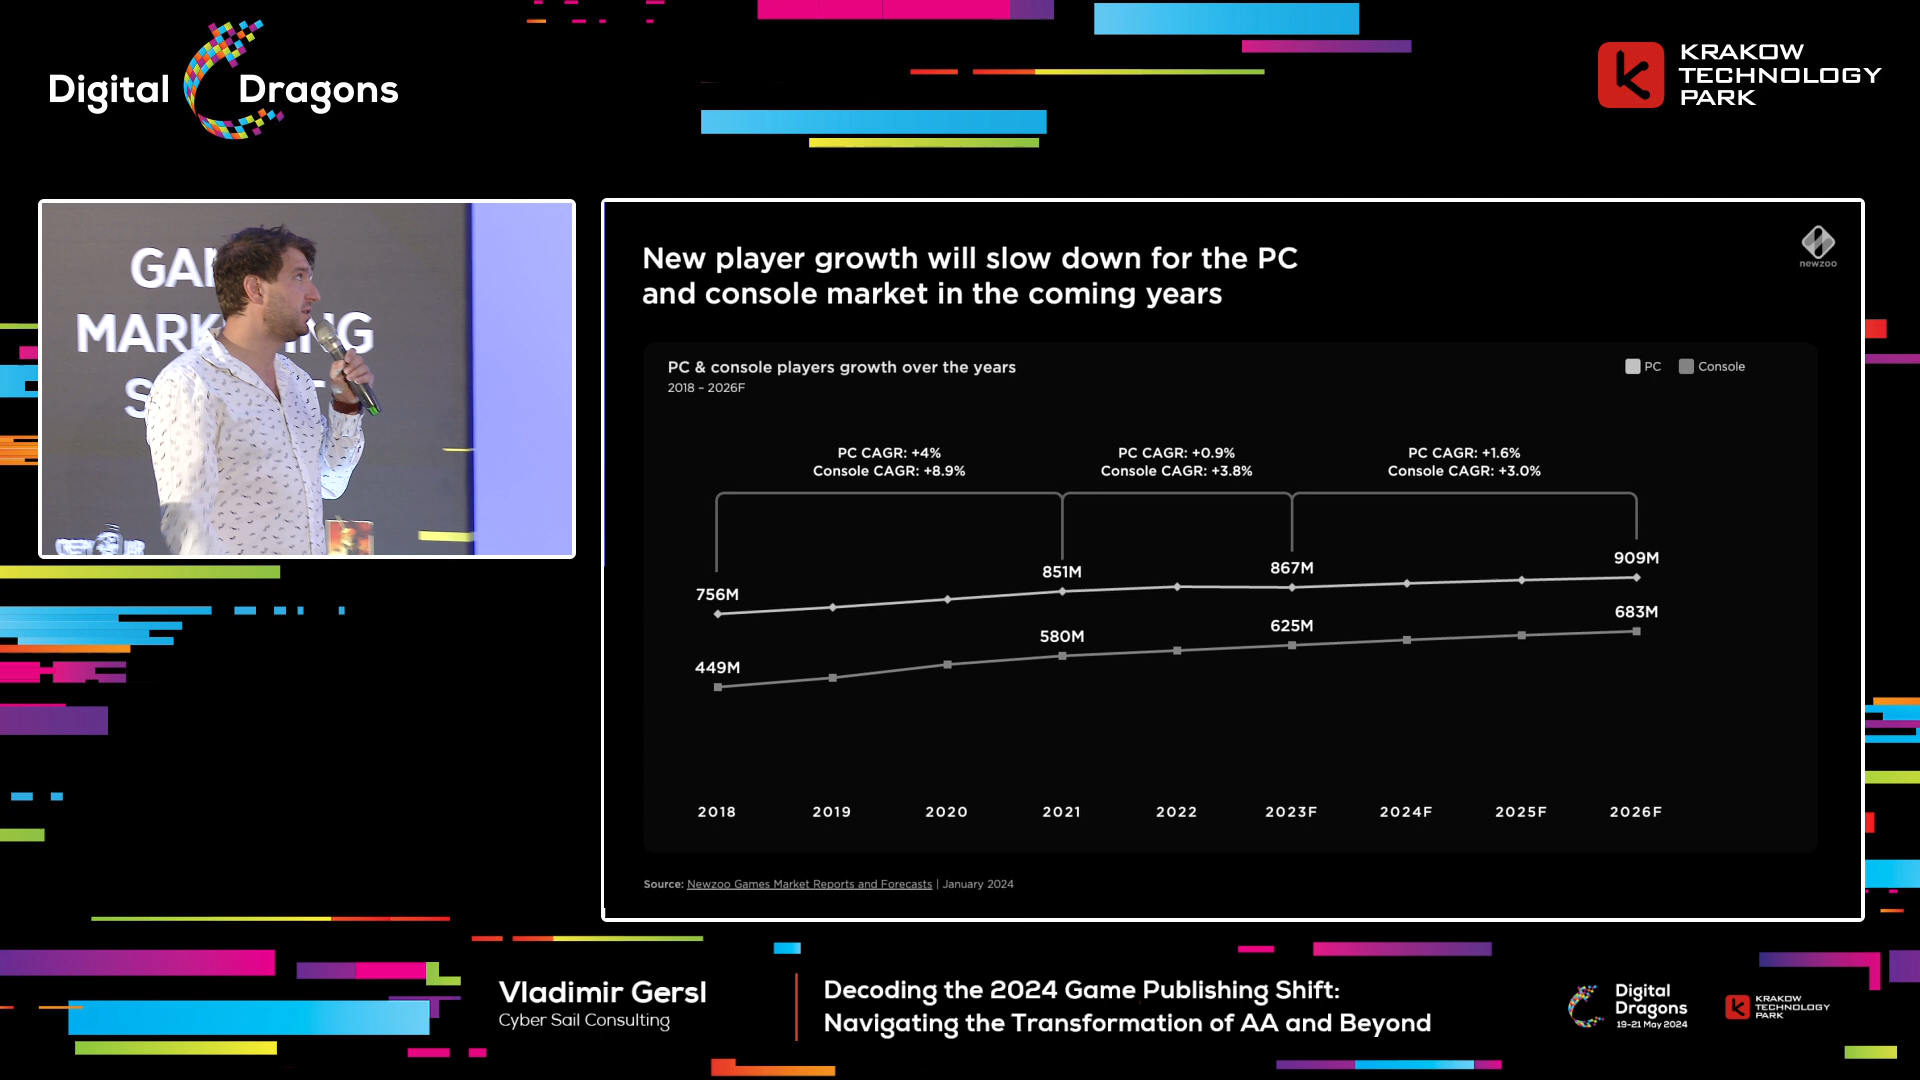 Digital Dragons
KRAKOW
TECHNOLOGY
PARK
New player growth will slow down for the PC
and console market in the coming years
newzoo
PC & console players growth over the years
2018 – 2026F
PC Console
PC CAGR: +4%
Console CAGR: +8.9%
PC CAGR: +0.9%
Console CAGR: +3.8%
PC CAGR: +1.6%
Console CAGR: +3.0%
756M 851M 867M 909M
449M 580M 625M 683M
2018 2019 2020 2021 2022 2023F 2024F 2025F 2026F
Source: Newzoo Games Market Reports and Forecasts | January 2024
Vladimir Gersl
Cyber Sail Consulting
Decoding the 2024 Game Publishing Shift:
Navigating the Transformation of AA and Beyond
Digital
Dragons
19-21 May 2024
KRAKOW
TECHNOLOGY
PARK